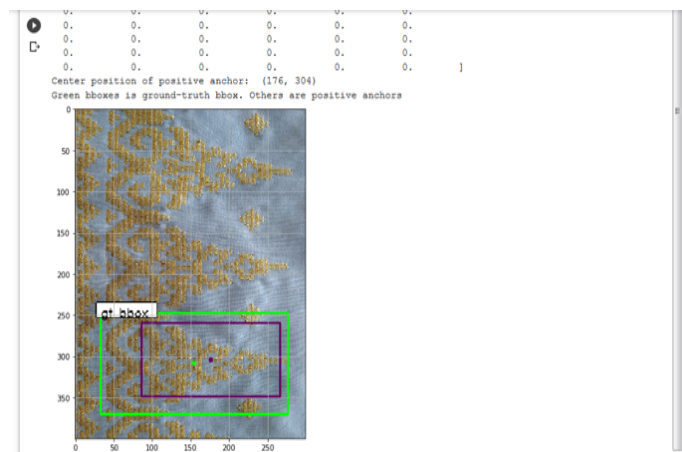 0. 0. 0. 0. 0. 0.
0. 0. 0. 0. 0. 0.
0. 0. 0. 0. 0. 0.
0. 0. 0. 0. 0. 0.
0. 0. 0. 0. 0. 0. ]
Center position of positive anchor: (176, 304)
Green bboxes is ground-truth bbox. Others are positive anchors
0
50
100
150
200
250
gt bbox
300
350
0 50 100 150 200 250